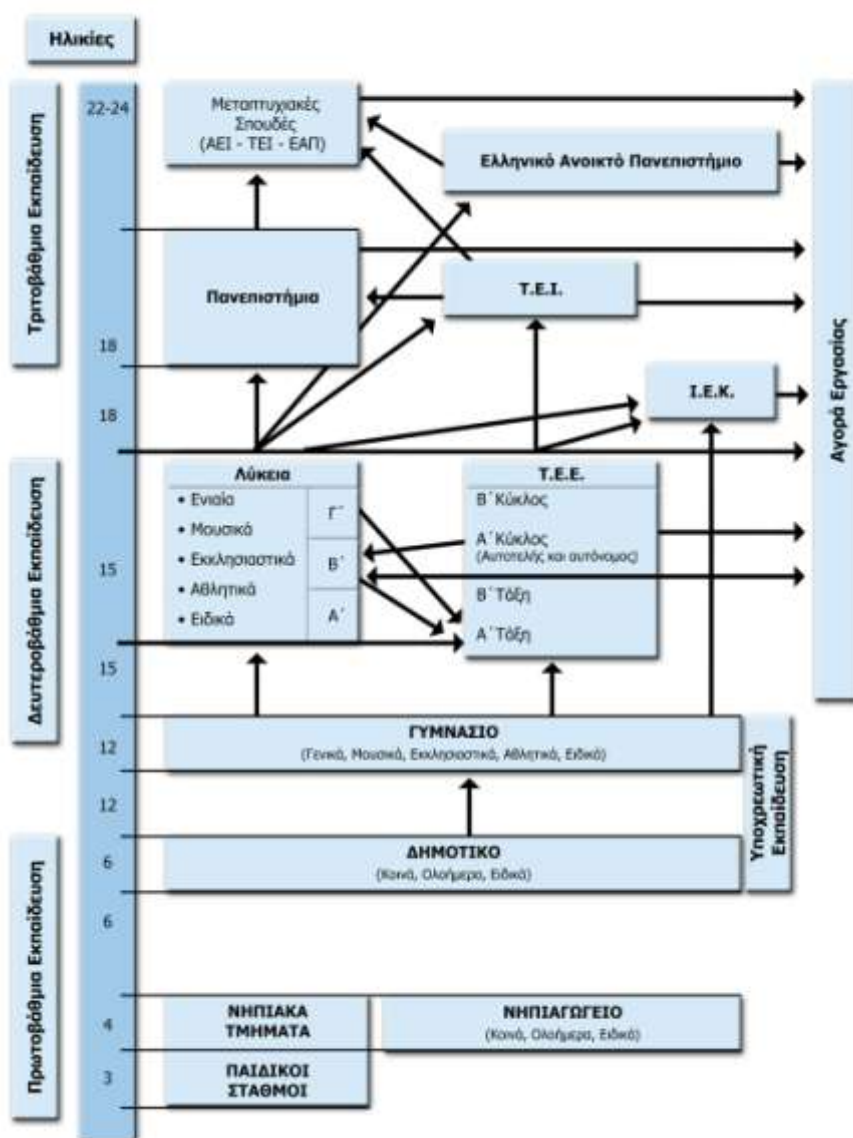 Ηλικίες
Τριτοβάθμια Εκπαίδευση
22-24
18
18
Μεταπτυχιακές
Σπουδές
(ΑΕΙ - ΤΕΙ - ΕΑΠ)
Ελληνικό Ανοικτό Πανεπιστήμιο
Πανεπιστήμια
Τ.Ε.Ι.
Ι.Ε.Κ.
Αγορά Εργασίας
Δευτεροβάθμια Εκπαίδευση
15
15
12
Λύκεια
• Ενιαία
• Μουσικά
• Εκκλησιαστικά
• Αθλητικά
• Ειδικά
Γ΄
Β΄
Α΄
Τ.Ε.Ε.
Β΄Κύκλος
Α΄Κύκλος
(Αυτοτελής και αυτόνομος)
Β΄Τάξη
Α΄Τάξη
ΓΥΜΝΑΣΙΟ
(Γενικά, Μουσικά, Εκκλησιαστικά, Αθλητικά, Ειδικά)
Υποχρεωτική
Εκπαίδευση
12
Πρωτοβάθμια Εκπαίδευση
6
ΔΗΜΟΤΙΚΟ
(Κοινά, Ολοήμερα, Ειδικά)
6
4
ΝΗΠΙΑΚΑ
ΤΜΗΜΑΤΑ
ΝΗΠΙΑΓΩΓΕΙΟ
(Κοινά, Ολοήμερα, Ειδικά)
3
ΠΑΙΔΙΚΟΙ
ΣΤΑΘΜΟΙ